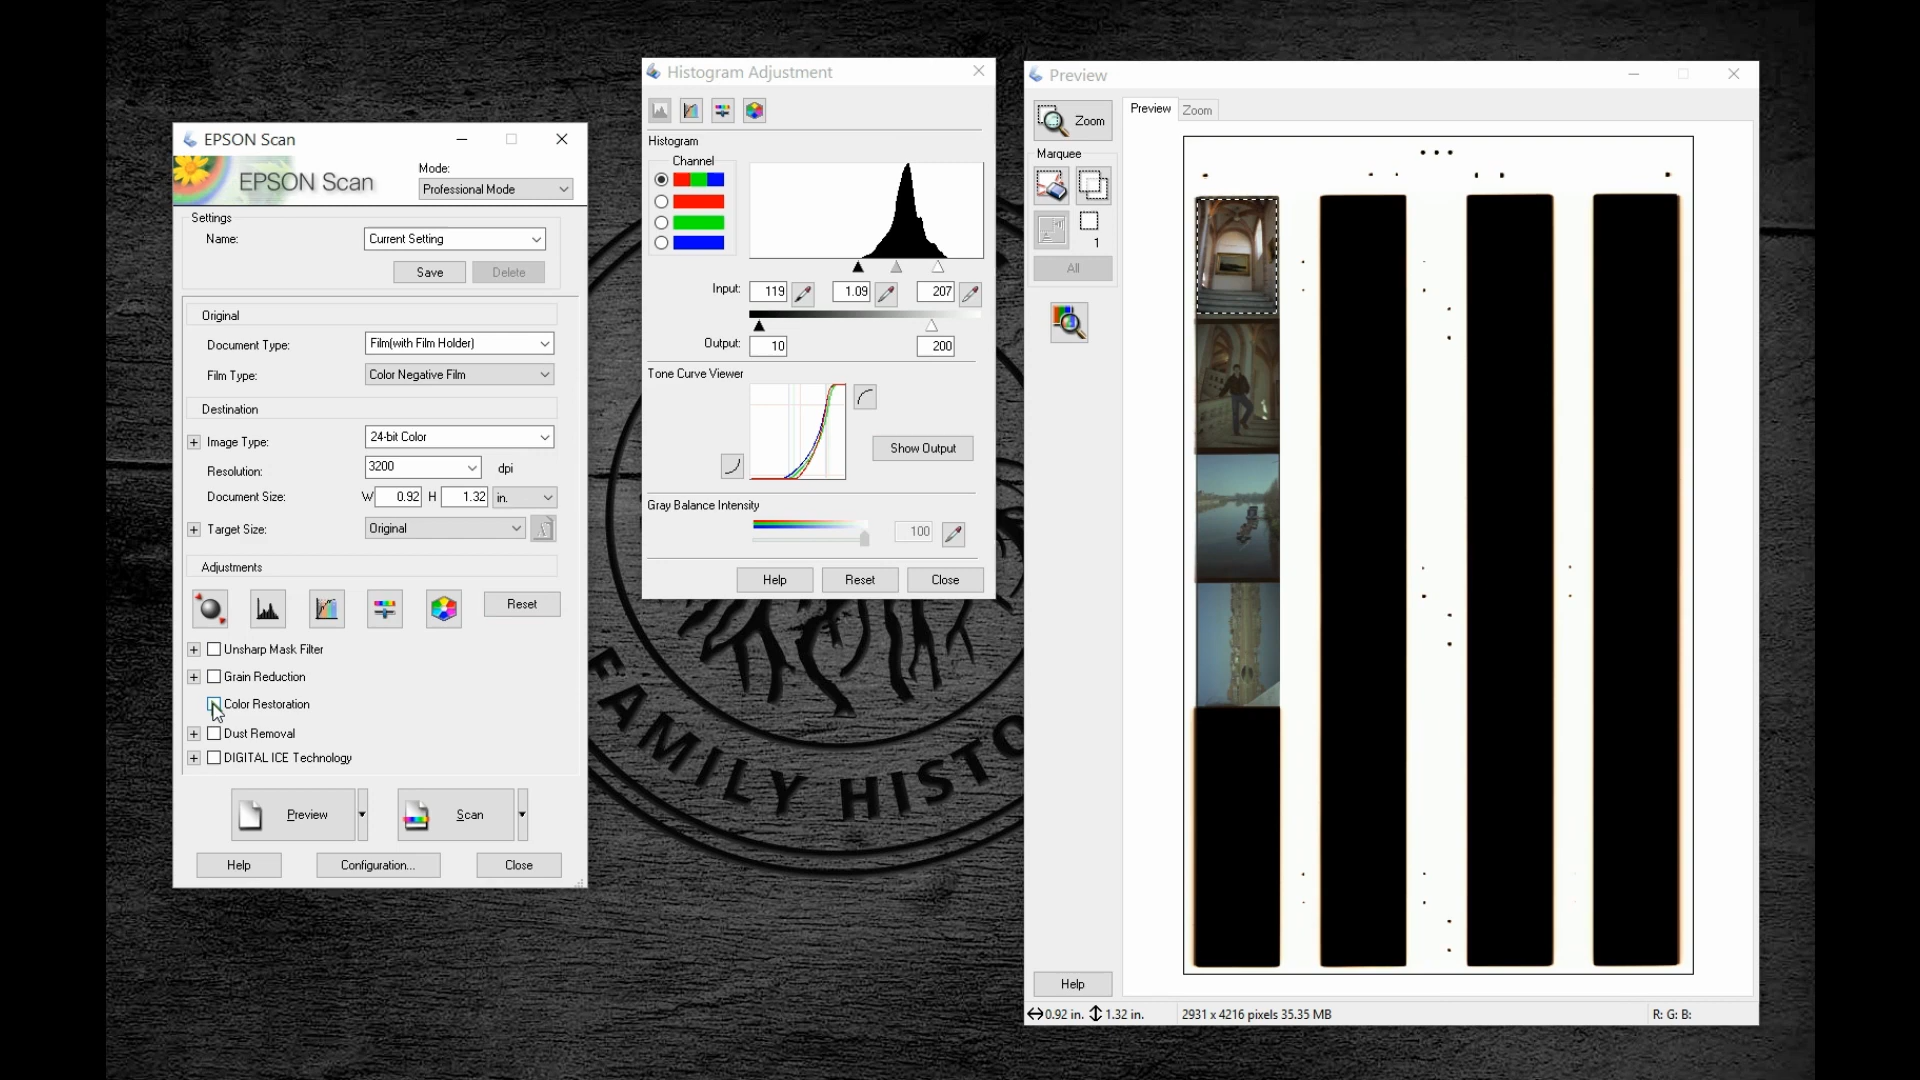 EPSON Scan
EPSON Scan
Mode:
Professional Mode
Settings
Name:
Current Setting
Save
Delete
Original
Document Type:
Film(with Film Holder)
Film Type:
Color Negative Film
Destination
Image Type:
24-bit Color
Resolution:
3200
dpi
Document Size:
W
0.92
H
1.32
in.
Target Size:
Original
Adjustments
Reset
Unsharp Mask Filter
Grain Reduction
Color Restoration
Dust Removal
DIGITAL ICE Technology
Preview
Scan
Help
Configuration...
Close
Histogram Adjustment
Histogram
Channel
Input:
119
1.09
207
Output:
10
200
Tone Curve Viewer
Show Output
Gray Balance Intensity
100
Help
Reset
Close
FAMILY HISTO
Preview
Zoom
Preview
Zoom
Marquee
1
All
Help
0.92 in.
1.32 in.
2931 x 4216 pixels 35.35 MB
R: G: B: